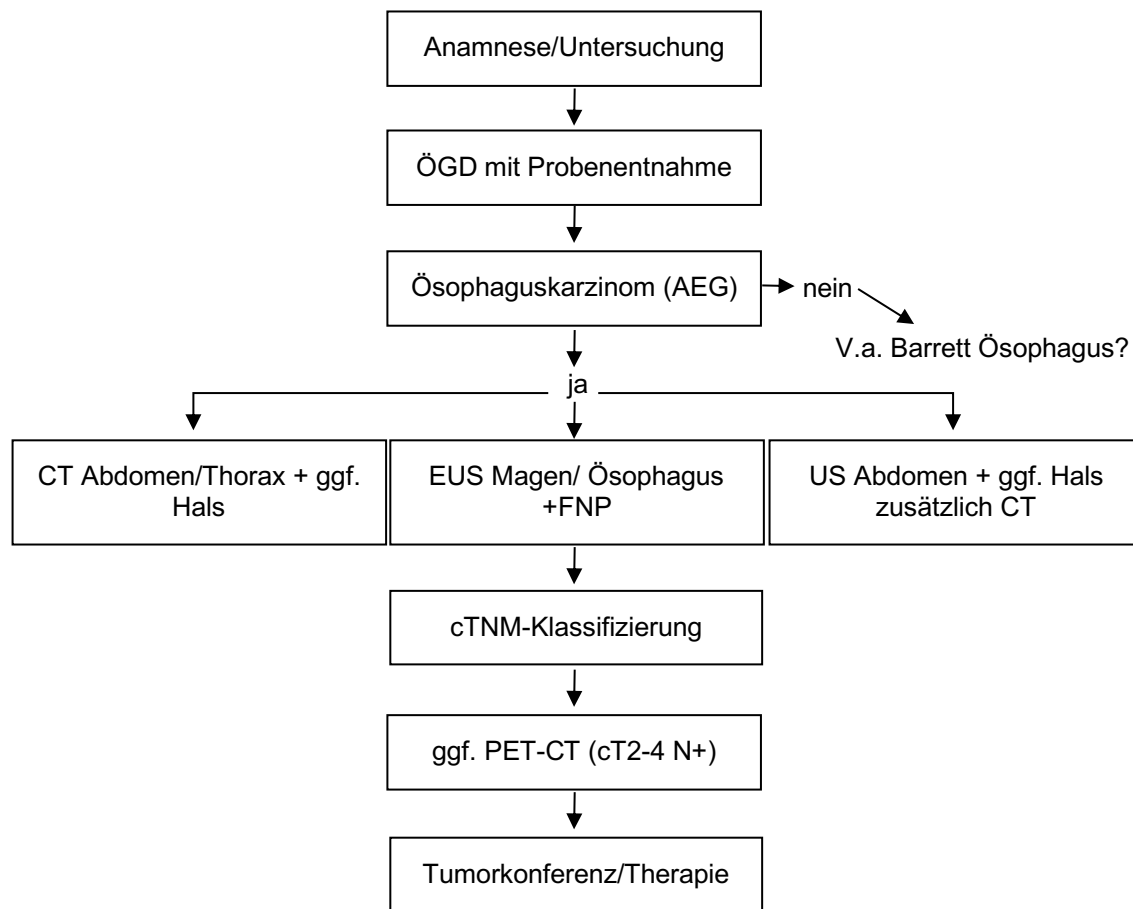 Anamnese/Untersuchung
ÖGD mit Probenentnahme
Ösophaguskarzinom (AEG)
nein
V.a. Barrett Ösophagus?
ja
CT Abdomen/Thorax + ggf.
Hals
EUS Magen/ Ösophagus
+FNP
US Abdomen + ggf. Hals
zusätzlich CT
cTNM-Klassifizierung
ggf. PET-CT (cT2-4 N+)
Tumorkonferenz/Therapie